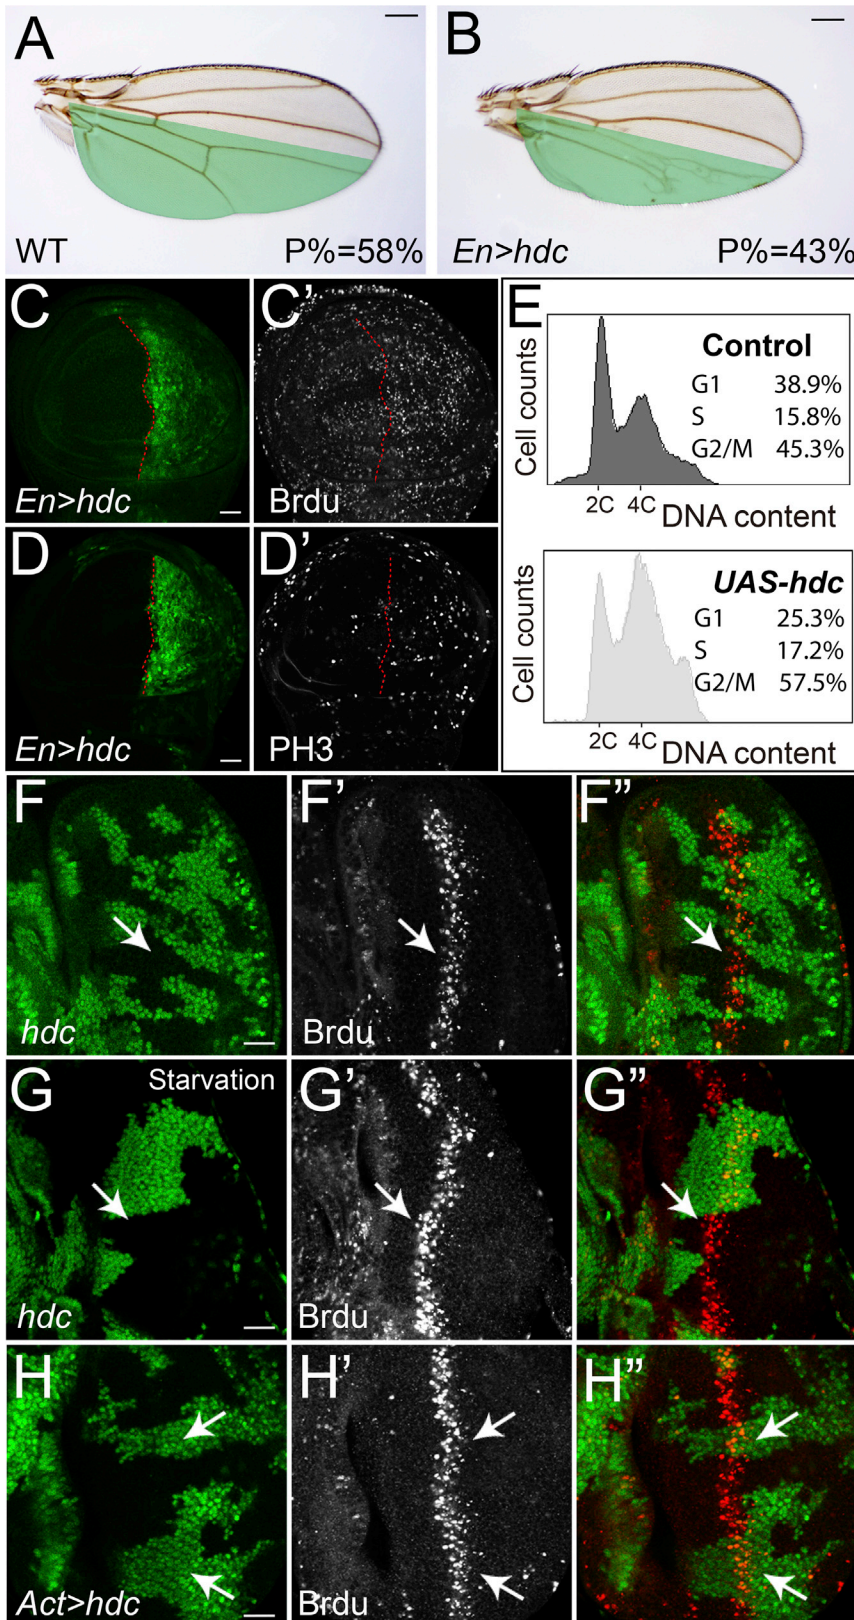 A
WT
P%=58%
B
En>hdc
P%=43%
C
En>hdc
C'
Brdu
D
En>hdc
D'
PH3
E
Cell counts
Control
G1 38.9%
S 15.8%
G2/M 45.3%
2C 4C DNA content
Cell counts
UAS-hdc
G1 25.3%
S 17.2%
G2/M 57.5%
2C 4C DNA content
F
hdc
F'
Brdu
F"
G
Starvation
hdc
G'
Brdu
G"
H
Act>hdc
H'
Brdu
H"